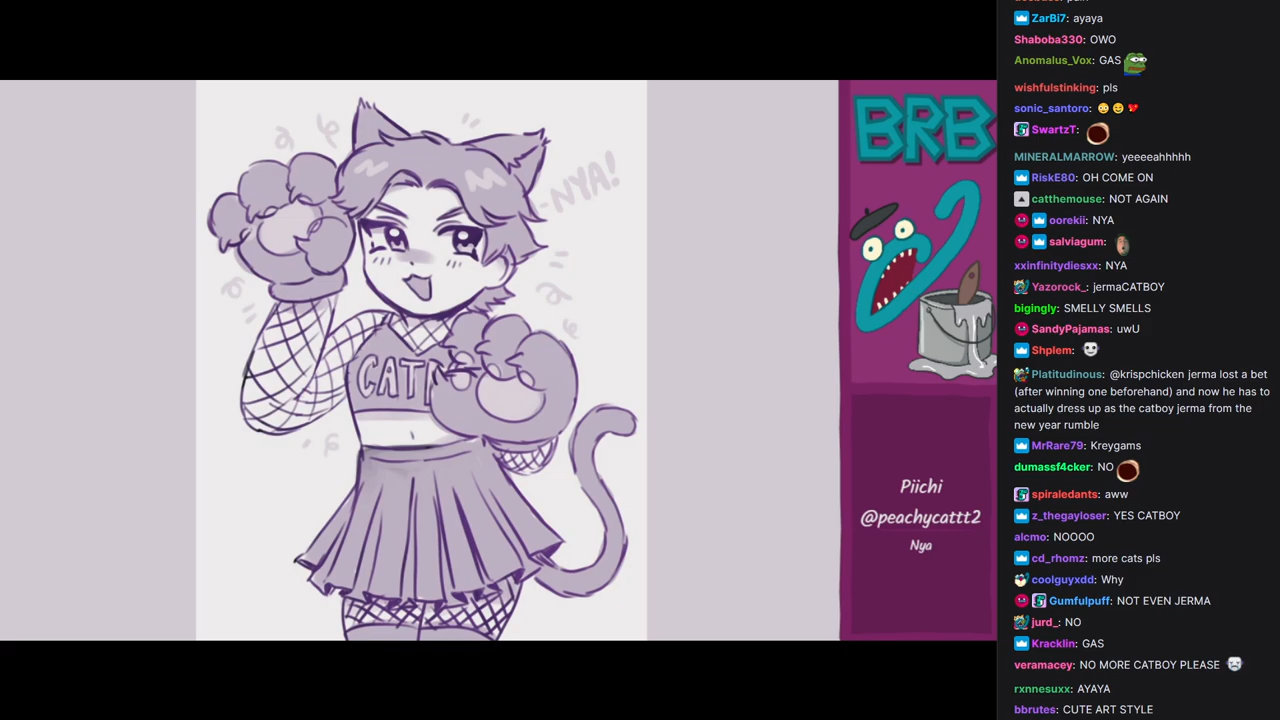 -NYA!
CAT
BRB
Piichi
@peachycattt2
Nya
ZarBi7: ayaya
Shaboba330: OWO
Anomalus_Vox: GAS
wishfulstinking: pls
sonic_santoro:
SwartzT:
MINERALMARROW: yeeeeahhhhh
RiskE80: OH COME ON
catthemouse: NOT AGAIN
oorekii: NYA
salviagum:
xxinfinitydiesxx: NYA
Yazorock_: jermaCATBOY
bigingly: SMELLY SMELLS
SandyPajamas: uwU
Shplem:
Platitudinous: @krispchicken jerma lost a bet
(after winning one beforehand) and now he has to
actually dress up as the catboy jerma from the
new year rumble
MrRare79: Kreygams
dumassf4cker: NO
spiraledants: aww
z_thegayloser: YES CATBOY
alcmo: NOOOO
cd_rhomz: more cats pls
coolguyxdd: Why
Gumfulpuff: NOT EVEN JERMA
jurd_: NO
Kracklin: GAS
veramacey: NO MORE CATBOY PLEASE
rxnnesuxx: AYAYA
bbrutes: CUTE ART STYLE